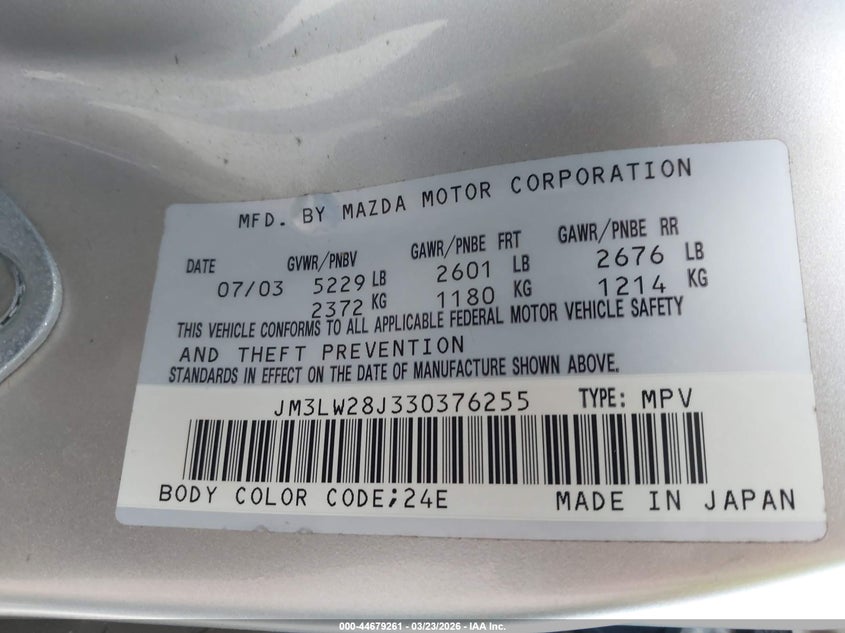 MFD. BY MAZDA MOTOR CORPORATION
DATE GVWR/PNBV GAWR/PNBE FRT GAWR/PNBE RR
07/03 5229 LB 2601 LB 2676 LB
2372 KG 1180 KG 1214 KG
THIS VEHICLE CONFORMS TO ALL APPLICABLE FEDERAL MOTOR VEHICLE SAFETY
AND THEFT PREVENTION
STANDARDS IN EFFECT ON THE DATE OF MANUFACTURE SHOWN ABOVE.
JM3LW28J330376255 TYPE: MPV
BODY COLOR CODE;24E MADE IN JAPAN
000-44679261 - 03/23/2026 - IAA Inc.